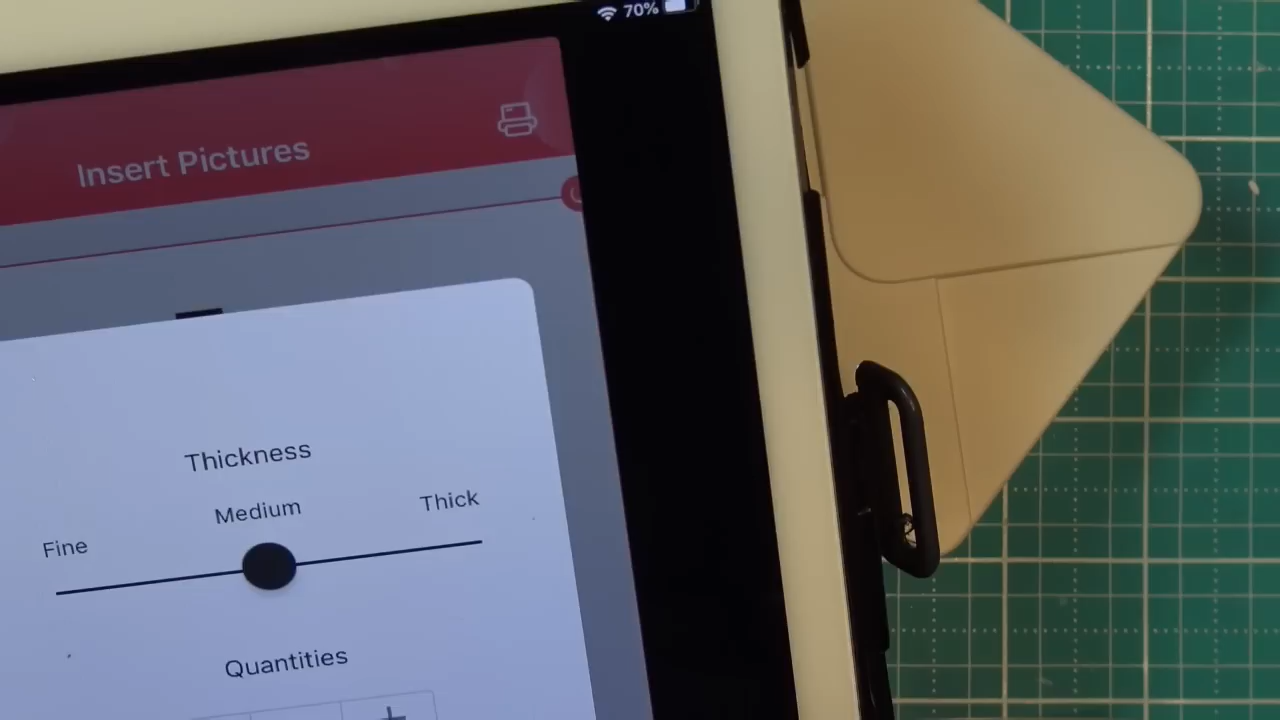 70%
Insert Pictures
Thickness
Fine Medium Thick
Quantities
+